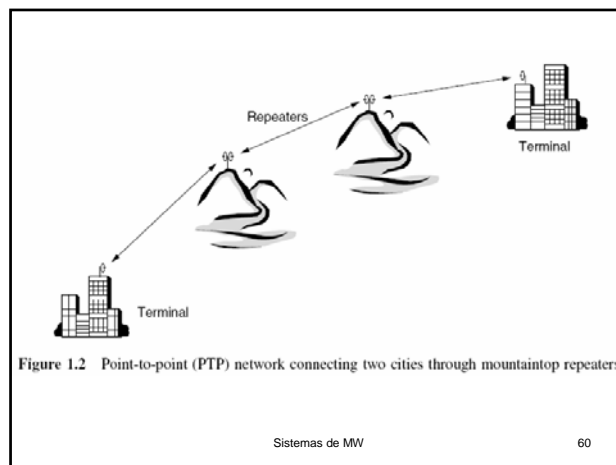 Repeaters
Terminal
Terminal
Figure 1.2 Point-to-point (PTP) network connecting two cities through mountaintop repeaters
Sistemas de MW 60